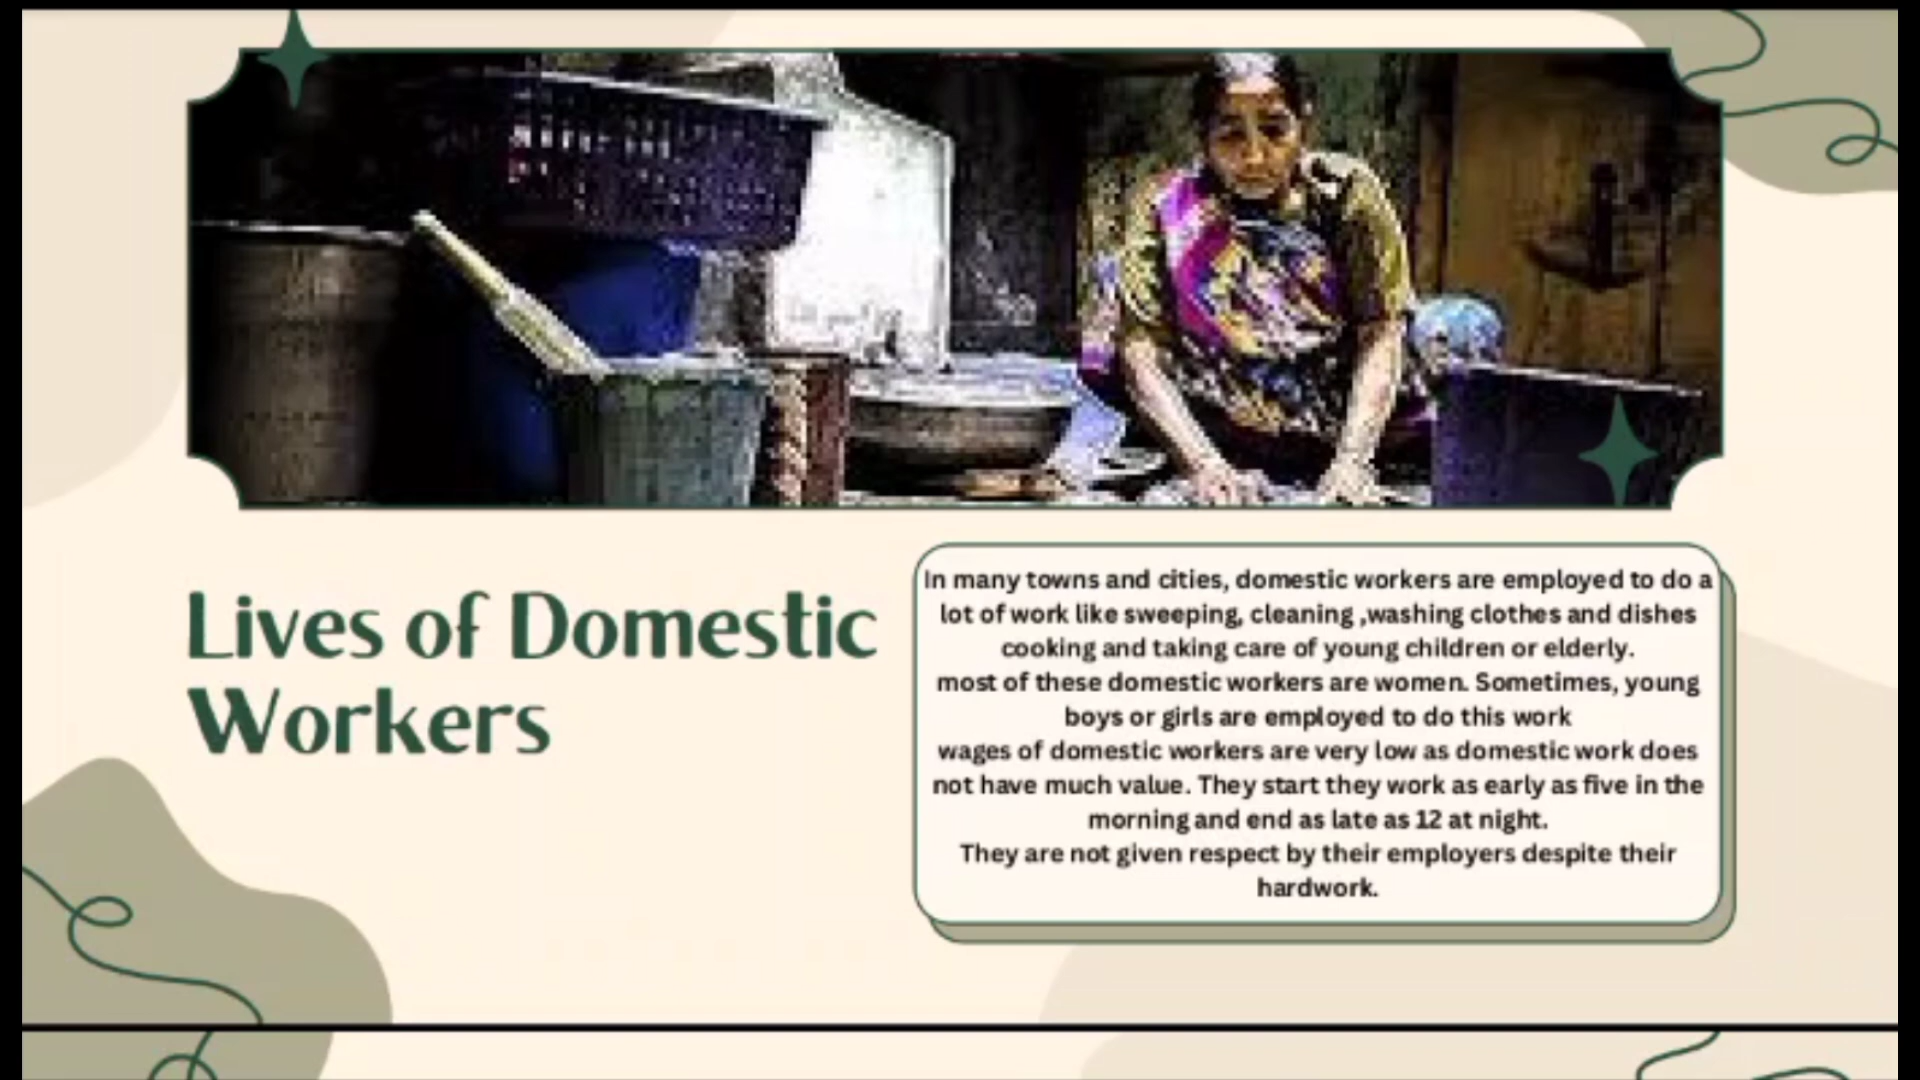 Lives of Domestic
Workers
In many towns and cities, domestic workers are employed to do a
lot of work like sweeping, cleaning ,washing clothes and dishes
cooking and taking care of young children or elderly.
most of these domestic workers are women. Sometimes, young
boys or girls are employed to do this work
wages of domestic workers are very low as domestic work does
not have much value. They start they work as early as five in the
morning and end as late as 12 at night.
They are not given respect by their employers despite their
hardwork.